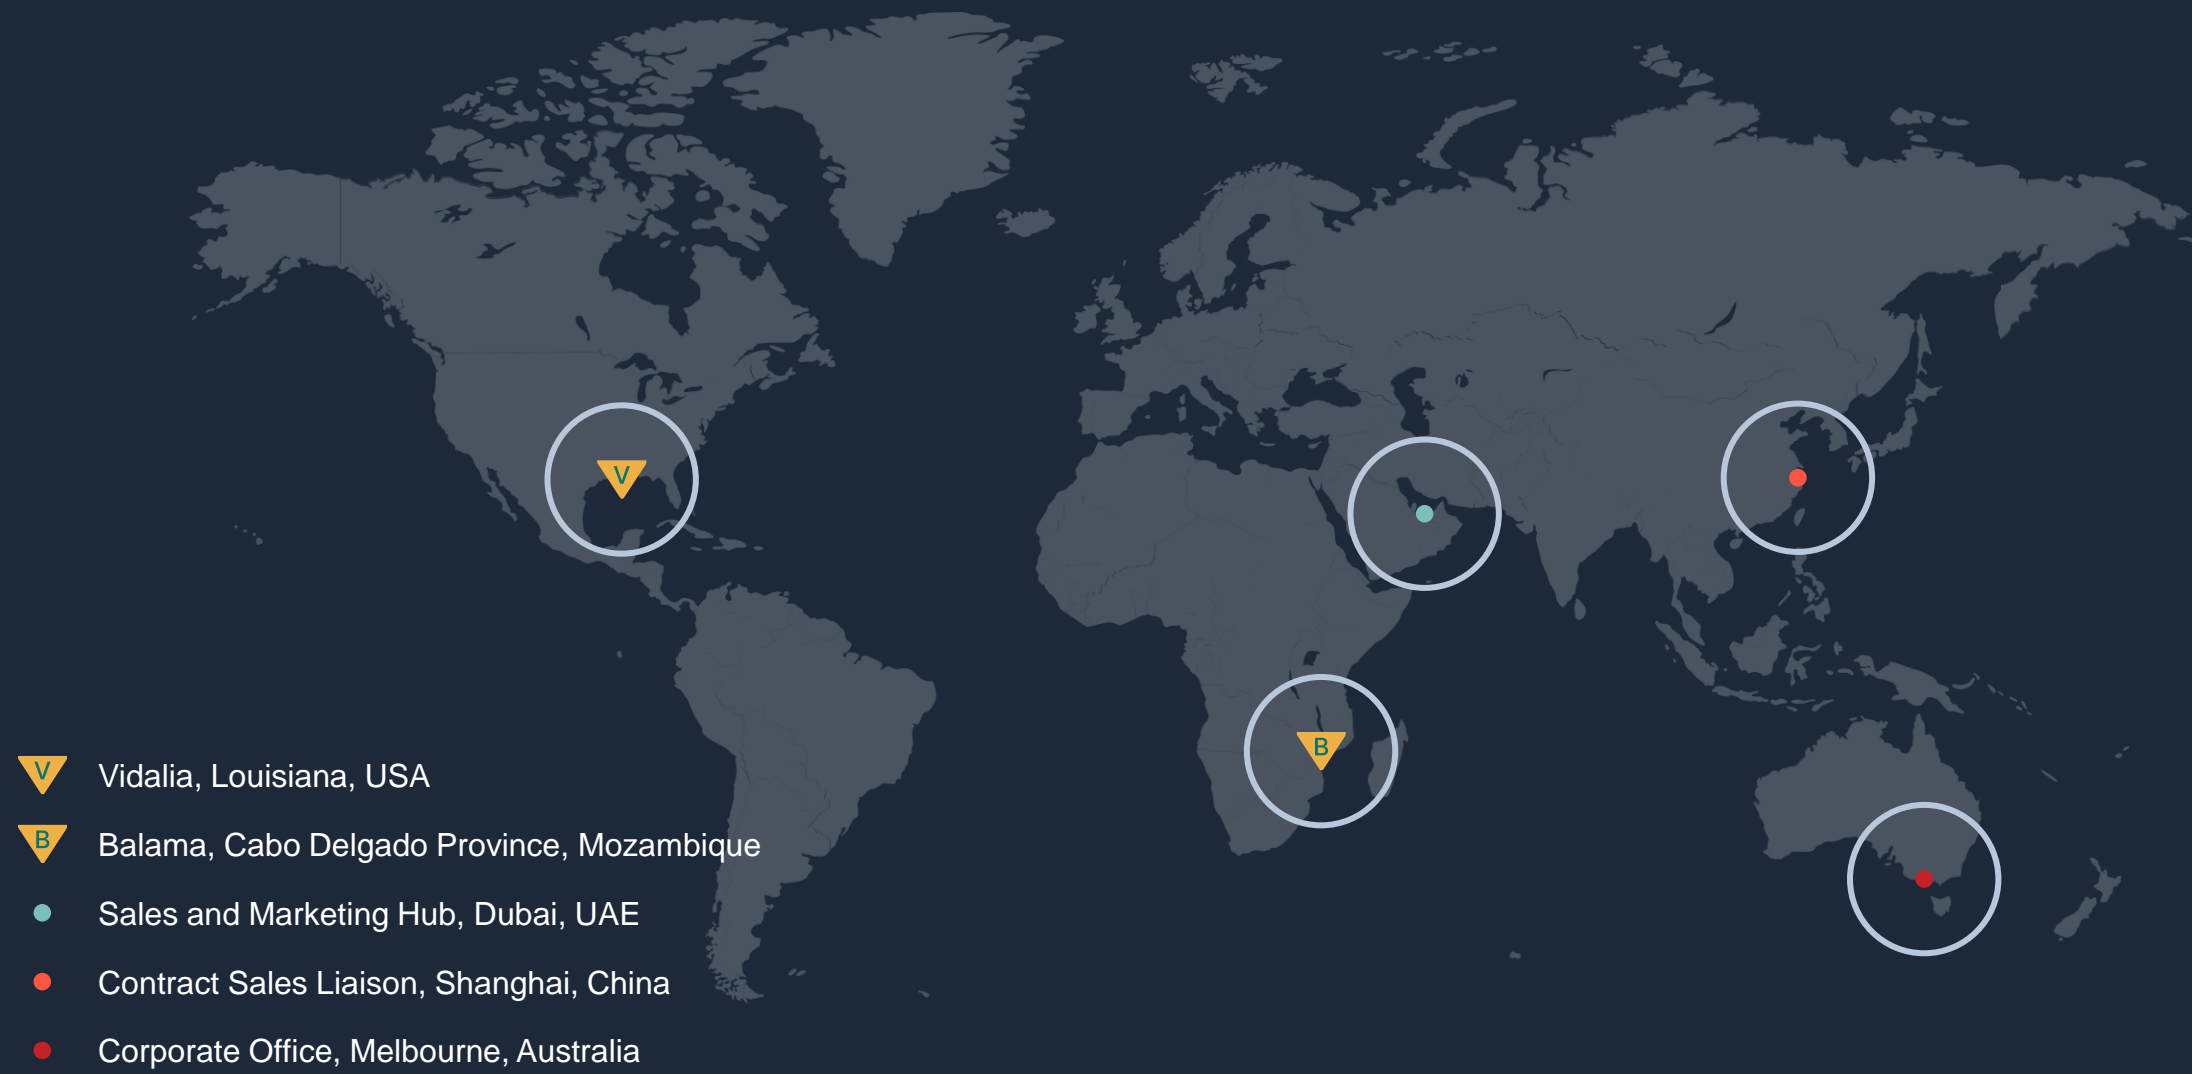 V
B
V Vidalia, Louisiana, USA
B Balama, Cabo Delgado Province, Mozambique
Sales and Marketing Hub, Dubai, UAE
Contract Sales Liaison, Shanghai, China
Corporate Office, Melbourne, Australia